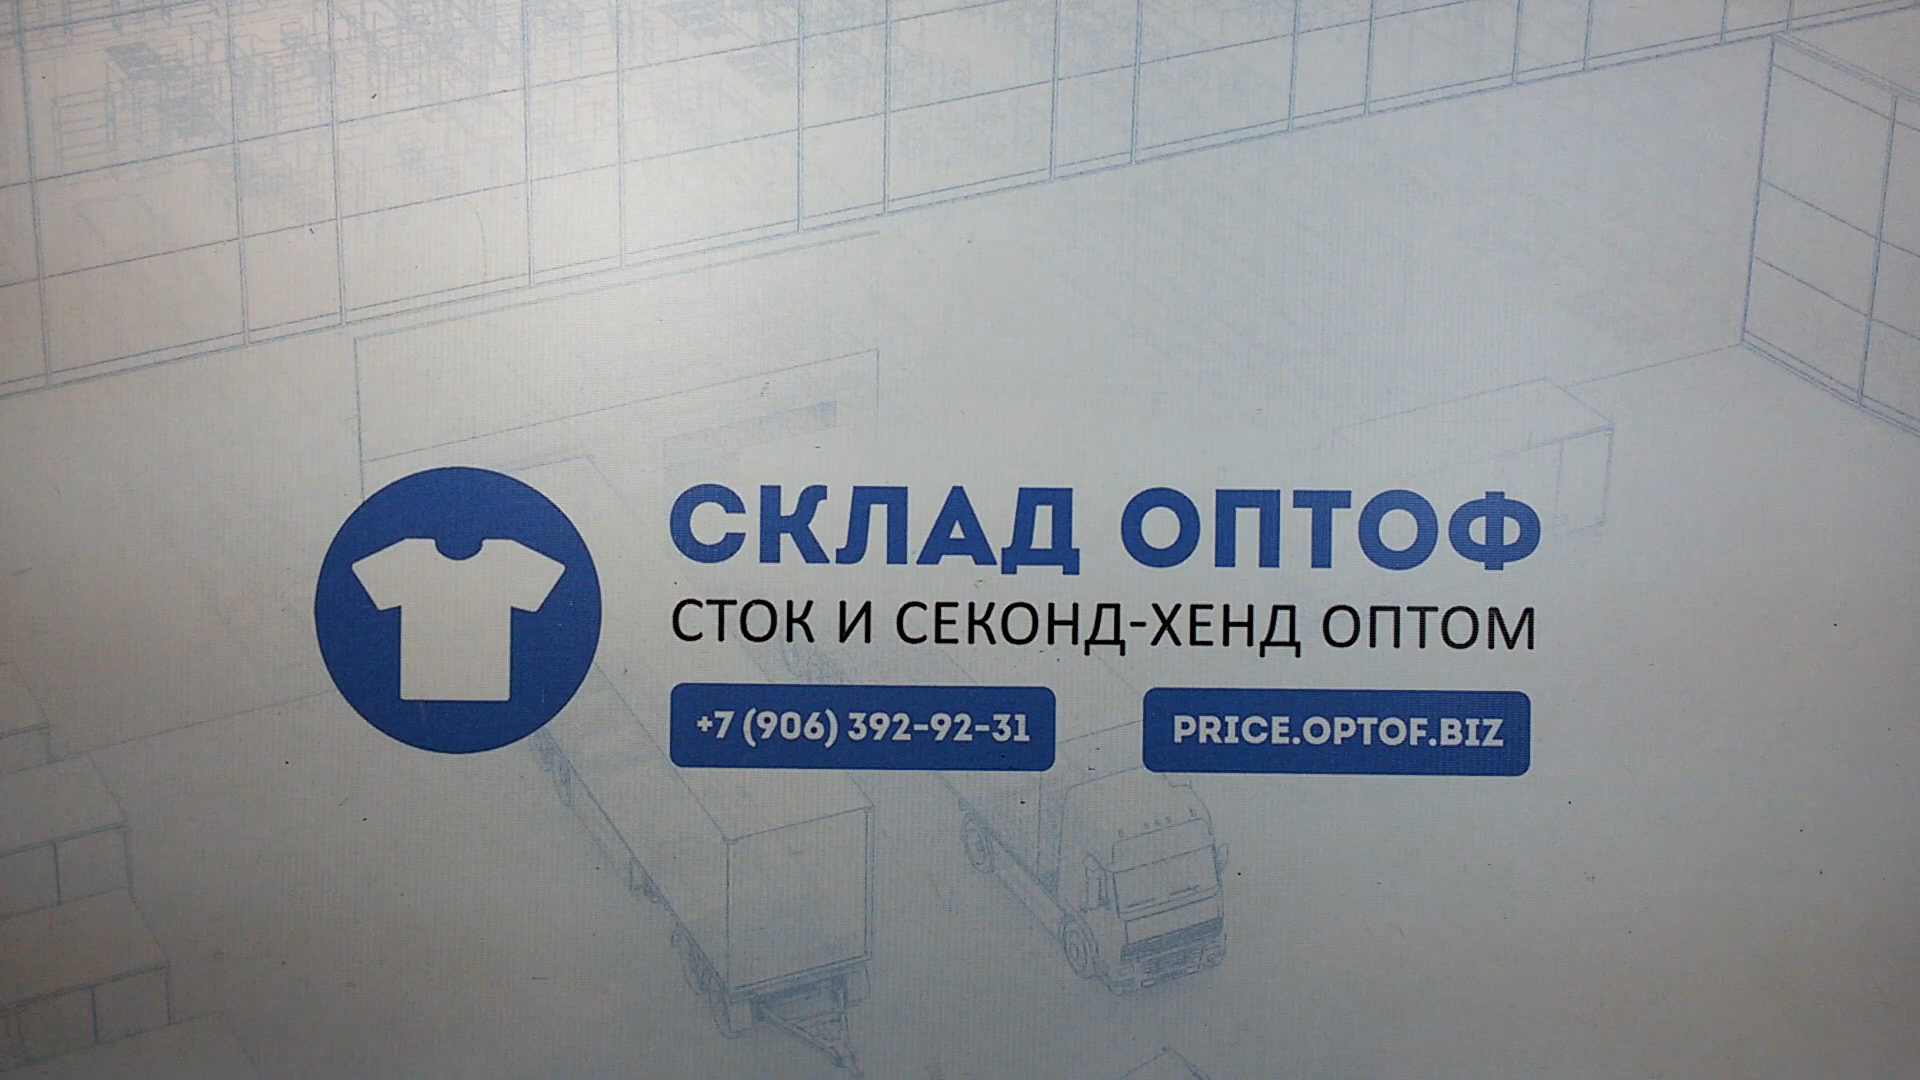 СКЛАД ОПТОФ
СТОК И СЕКОНД-ХЕНД ОПТОМ
+7 (906) 392-92-31
PRICE.OPTOF.BIZ